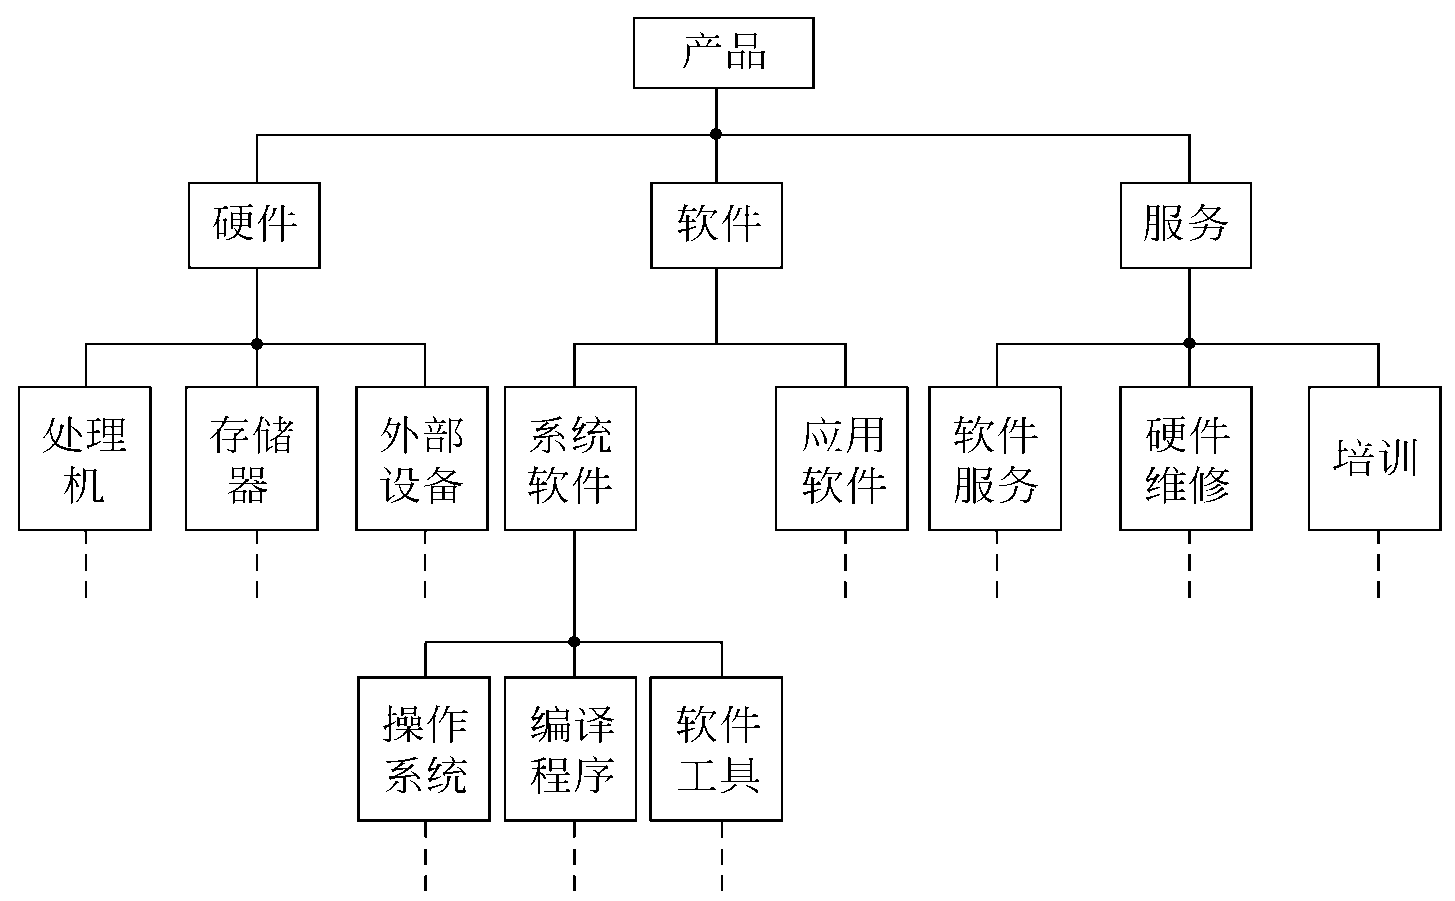 产品
硬件
软件
服务
处理
机
存储
器
外部
设备
系统
软件
应用
软件
软件
服务
硬件
维修
培训
操作
系统
编译
程序
软件
工具